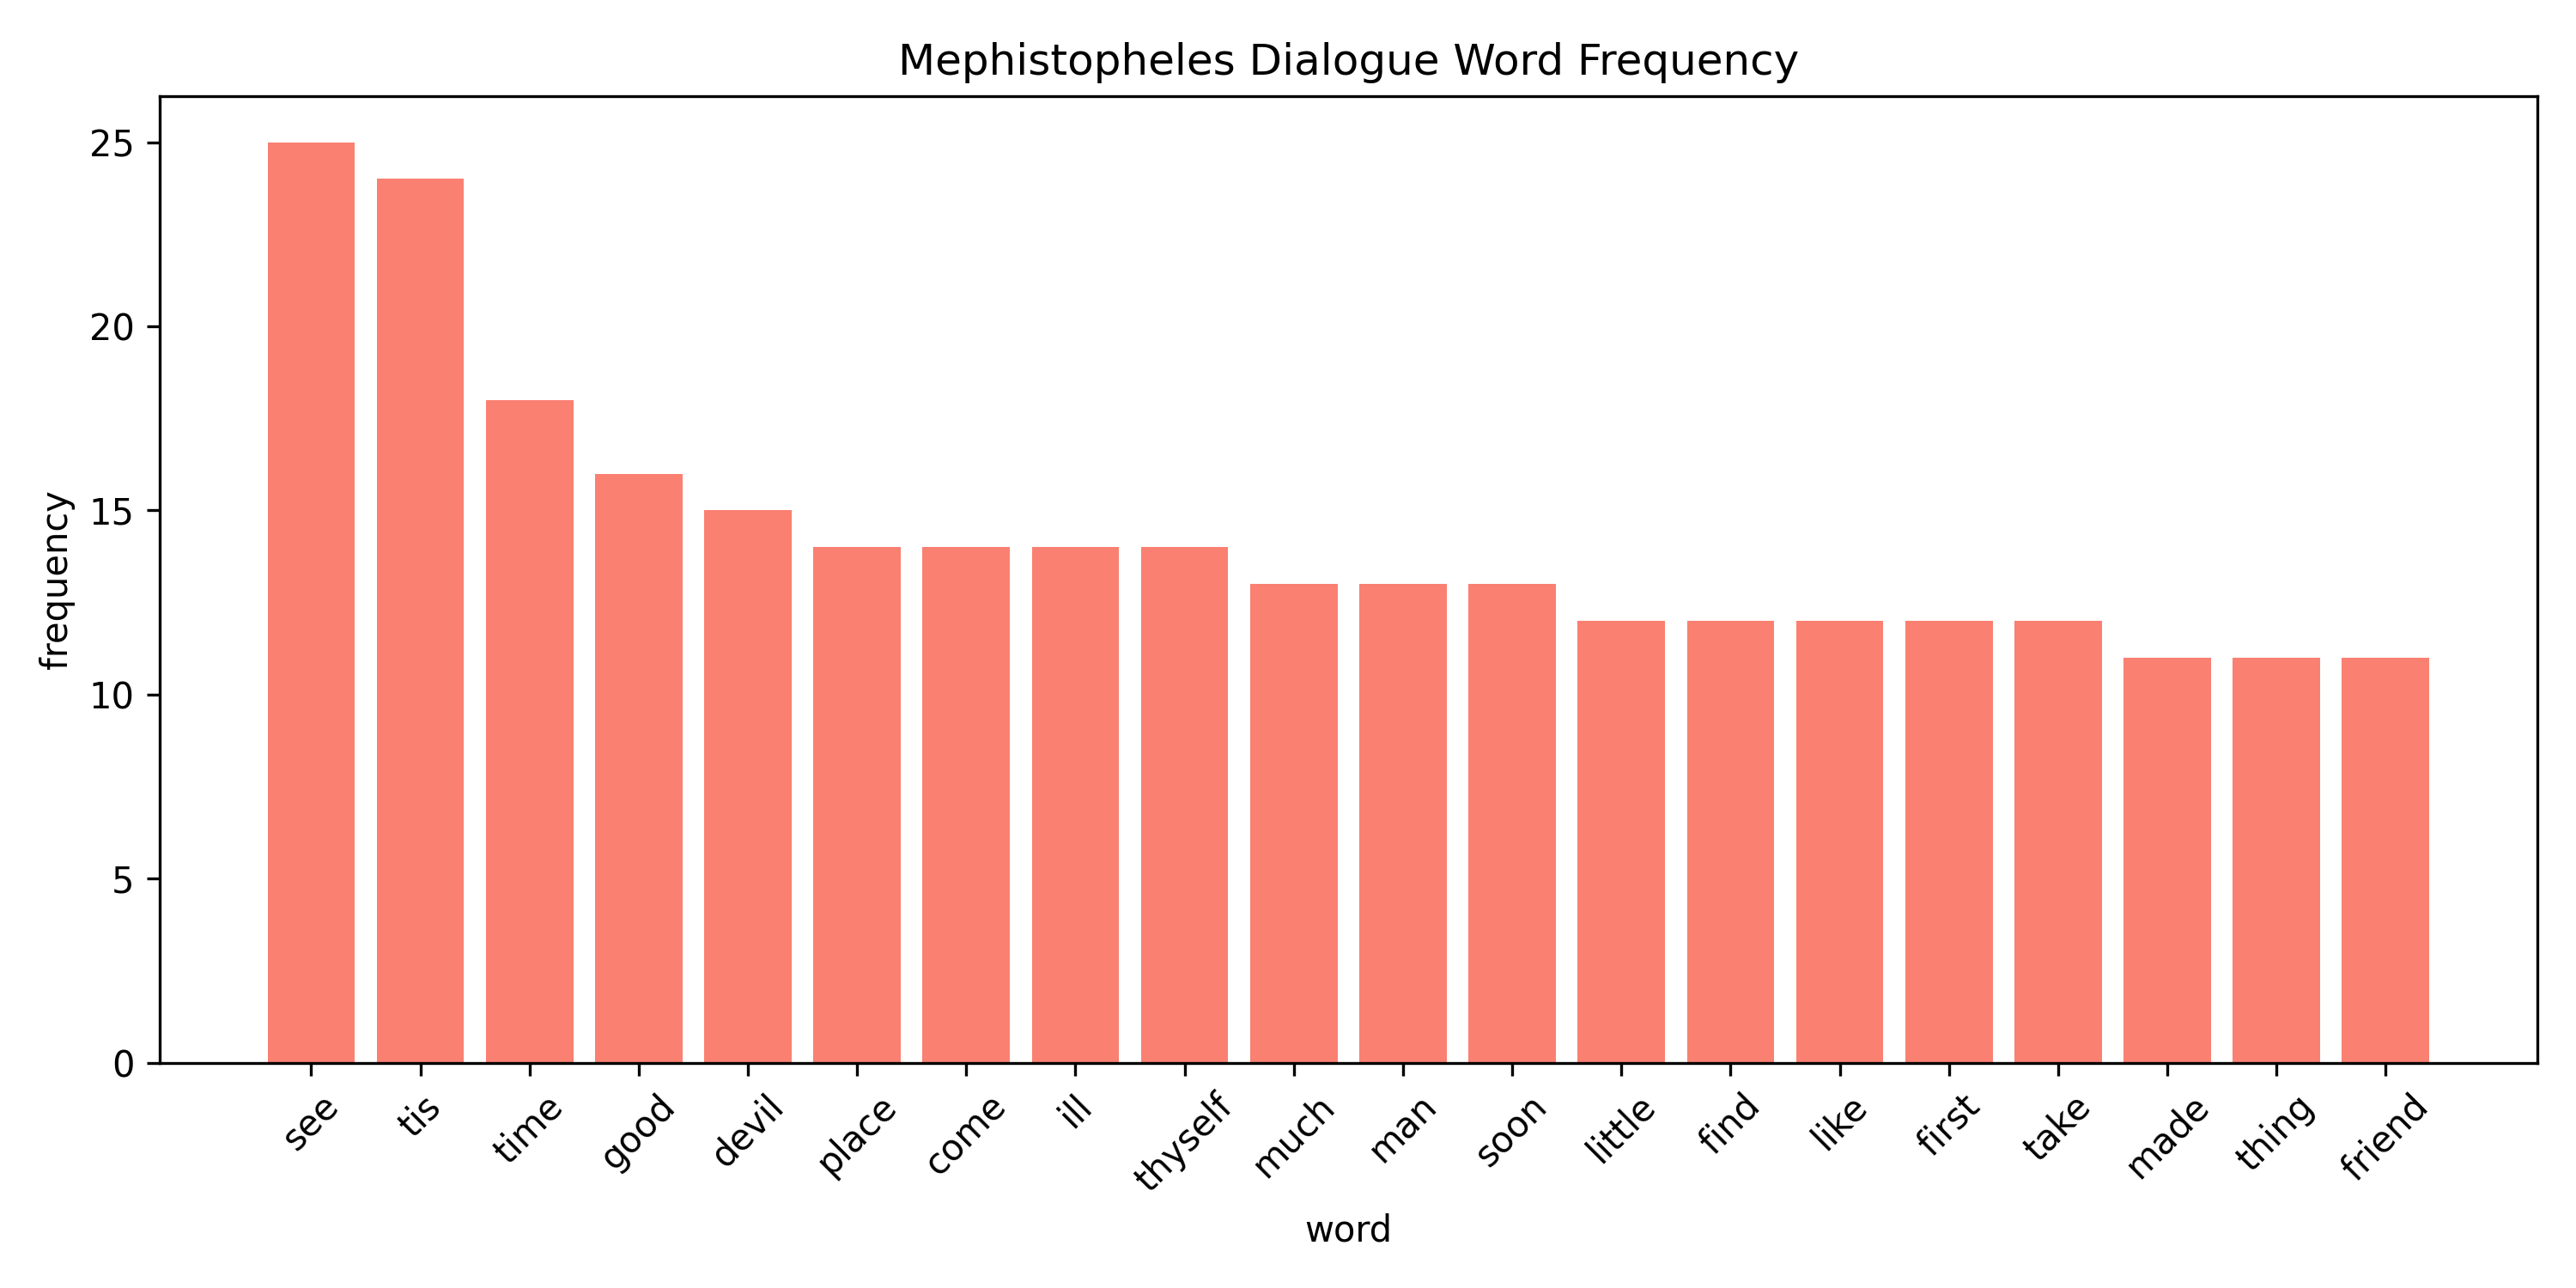 Mephistopheles Dialogue Word Frequency
frequency
25
20
15
10
5
0
see tis time good devil place come ill thyself much man soon little find like first take made thing friend
word